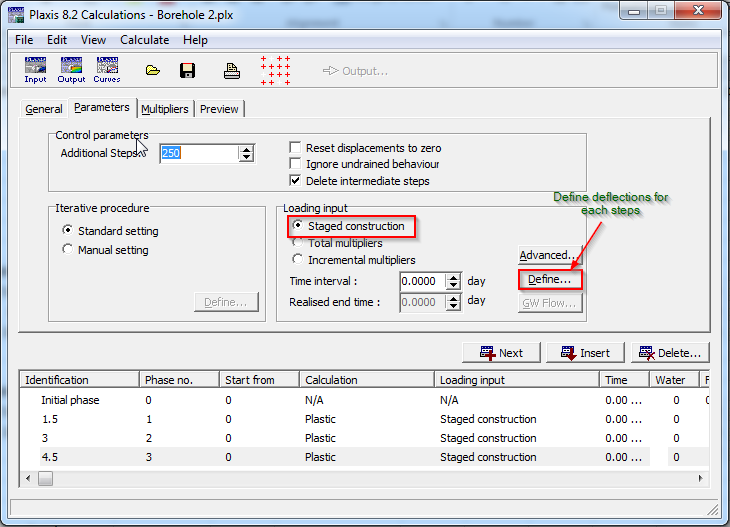 Plaxis 8.2 Calculations - Borehole 2.plx
File Edit View Calculate Help
Input Output Curves Output...
General Parameters Multipliers Preview
Control parameters
Additional Steps:
250
Reset displacements to zero
Ignore undrained behaviour
Delete intermediate steps
Iterative procedure
Standard setting
Manual setting
Define...
Loading input
Staged construction
Total multipliers
Incremental multipliers
Time interval : 0.0000 day
Realised end time : 0.0000 day
Advanced...
Define...
GW Flow...
Define deflections for
each steps
Next Insert Delete...
Identification Phase no. Start from Calculation Loading input Time Water F
Initial phase 0 0 N/A N/A 0.00 ... 0 0
1.5 1 0 Plastic Staged construction 0.00 ... 0
3 2 0 Plastic Staged construction 0.00 ... 0
4.5 3 0 Plastic Staged construction 0.00 ... 0